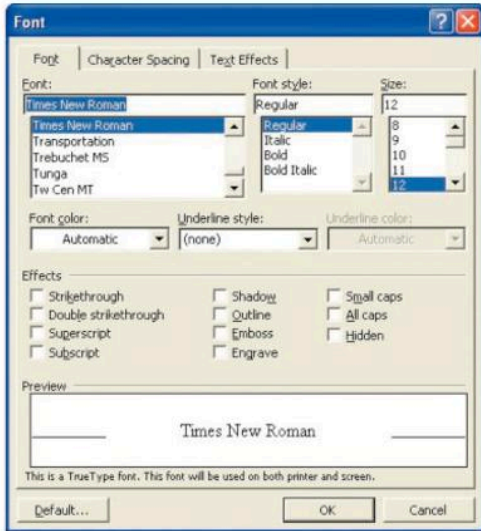 Font
Font Character Spacing Text Effects
Font: Font style: Size:
Times New Roman Regular 12
Times New Roman Regular 8
Transportation Italic 9
Trebuchet MS Bold 10
Tunga Bold Italic 11
Tw Cen MT 12
Font color: Underline style: Underline color:
Automatic (none) Automatic
Effects
Strikethrough Shadow Small caps
Double strikethrough Outline All caps
Superscript Emboss Hidden
Subscript Engrave
Preview
Times New Roman
This is a TrueType font. This font will be used on both printer and screen.
Default... OK Cancel